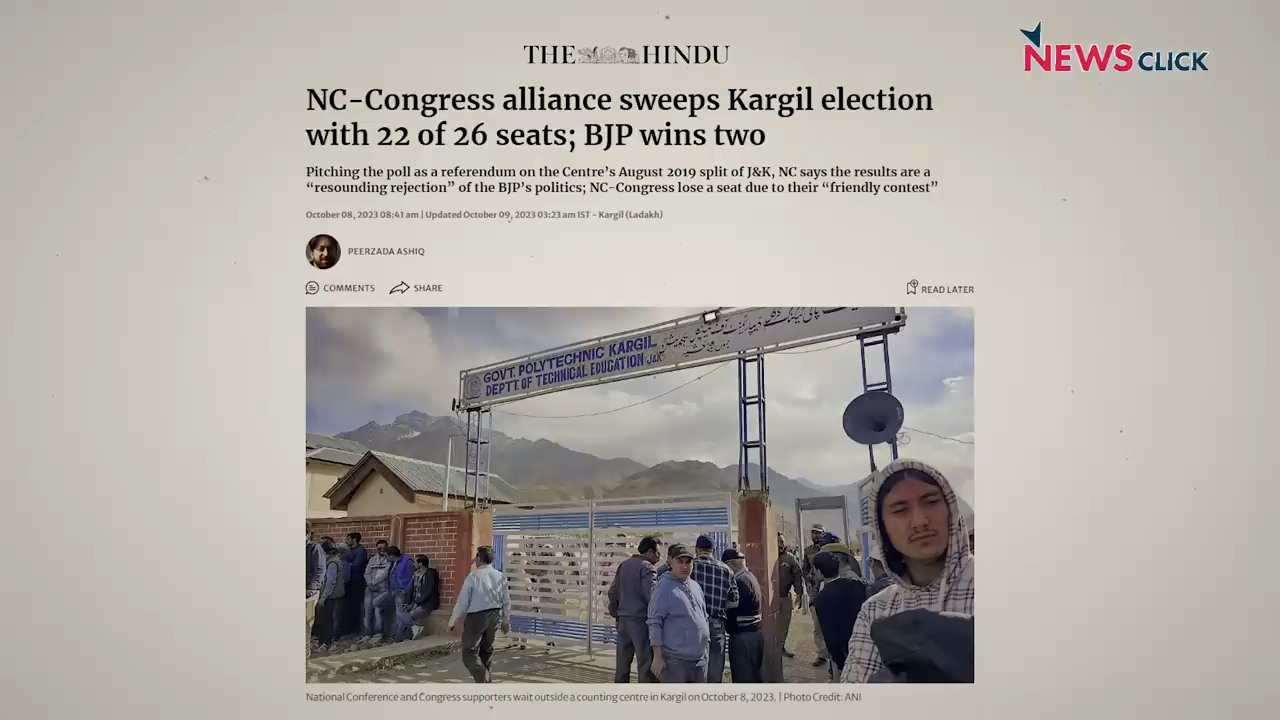 THE HINDU
NEWS CLICK
NC-Congress alliance sweeps Kargil election
with 22 of 26 seats; BJP wins two
Pitching the poll as a referendum on the Centre's August 2019 split of J&K, NC says the results are a
“resounding rejection” of the BJP's politics; NC-Congress lose a seat due to their “friendly contest”
October 08, 2023 08:41 am | Updated October 09, 2023 03:23 am IST - Kargil (Ladakh)
PEERZADA ASHIQ
COMMENTS SHARE
READ LATER
GOVT. POLYTECHNIC KARGIL
DEPTT. OF TECHNICAL EDUCATION J&K
National Conference and Congress supporters wait outside a counting centre in Kargil on October 8, 2023. | Photo Credit: ANI